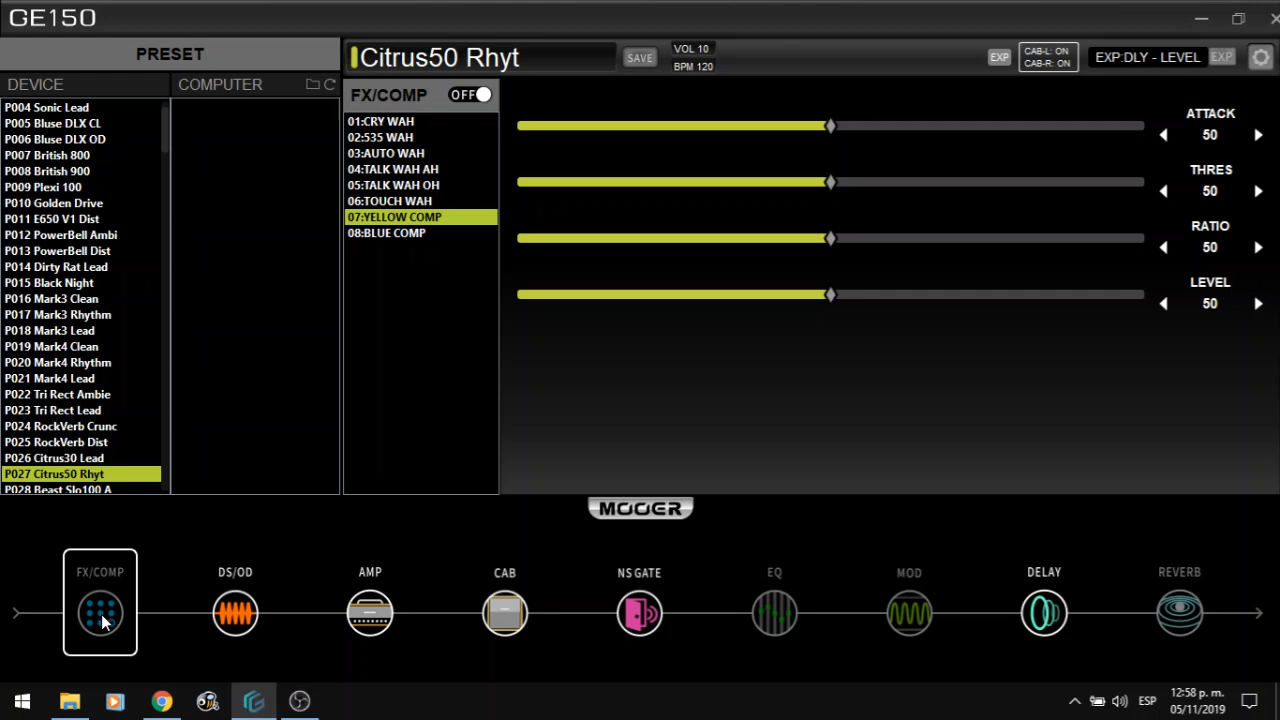 GE150
PRESET
DEVICE
COMPUTER
P004 Sonic Lead
P005 Bluse DLX CL
P006 Bluse DLX OD
P007 British 800
P008 British 900
P009 Plexi 100
P010 Golden Drive
P011 E650 V1 Dist
P012 PowerBell Ambi
P013 PowerBell Dist
P014 Dirty Rat Lead
P015 Black Night
P016 Mark3 Clean
P017 Mark3 Rhythm
P018 Mark3 Lead
P019 Mark4 Clean
P020 Mark4 Rhythm
P021 Mark4 Lead
P022 Tri Rect Ambie
P023 Tri Rect Lead
P024 RockVerb Crunc
P025 RockVerb Dist
P026 Citrus30 Lead
P027 Citrus50 Rhyt
P028 Beast Slo100 A
Citrus50 Rhyt
SAVE
VOL 10
BPM 120
EXP
CAB-L: ON
CAB-R: ON
EXP:DLY - LEVEL
EXP
FX/COMP
OFF
01:CRY WAH
02:535 WAH
03:AUTO WAH
04:TALK WAH AH
05:TALK WAH OH
06:TOUCH WAH
07:YELLOW COMP
08:BLUE COMP
ATTACK
50
THRES
50
RATIO
50
LEVEL
50
MOOER
FX/COMP
DS/OD
AMP
CAB
NS GATE
EQ
MOD
DELAY
REVERB
ESP
12:58 p. m.
05/11/2019